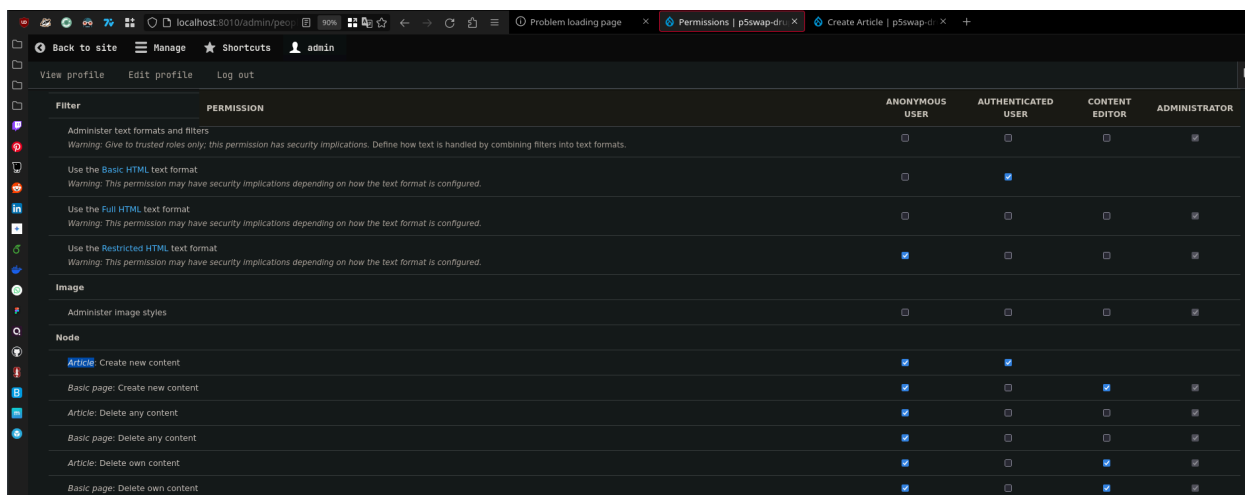 localhost:8010/admin/peop 90% Problem loading page × Permissions | p5swap-dru × Create Article | p5swap-dr × +
Back to site Manage Shortcuts admin
View profile Edit profile Log out
Filter PERMISSION ANONYMOUS USER AUTHENTICATED USER CONTENT EDITOR ADMINISTRATOR
Administer text formats and filters
Warning: Give to trusted roles only; this permission has security implications. Define how text is handled by combining filters into text formats.
Use the Basic HTML text format
Warning: This permission may have security implications depending on how the text format is configured.
Use the Full HTML text format
Warning: This permission may have security implications depending on how the text format is configured.
Use the Restricted HTML text format
Warning: This permission may have security implications depending on how the text format is configured.
Image
Administer image styles
Node
Article: Create new content
Basic page: Create new content
Article: Delete any content
Basic page: Delete any content
Article: Delete own content
Basic page: Delete own content